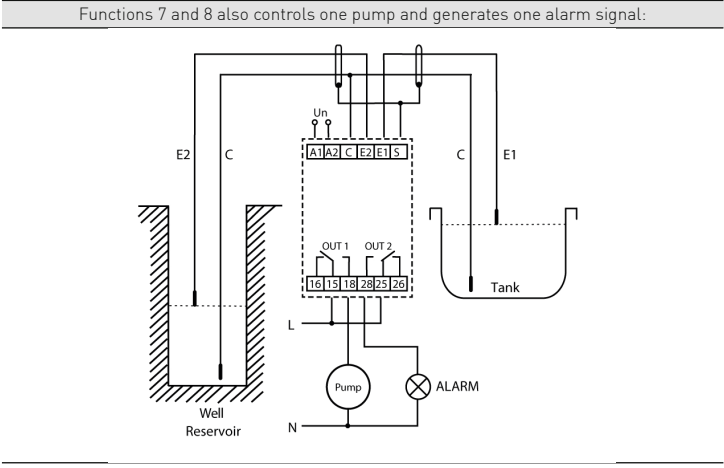 Functions 7 and 8 also controls one pump and generates one alarm signal:
Un
A1 A2 C E2 E1 S
E2 C C E1
OUT 1 OUT 2
16 15 18 28 25 26
Tank
L
Pump ALARM
Well
Reservoir
N